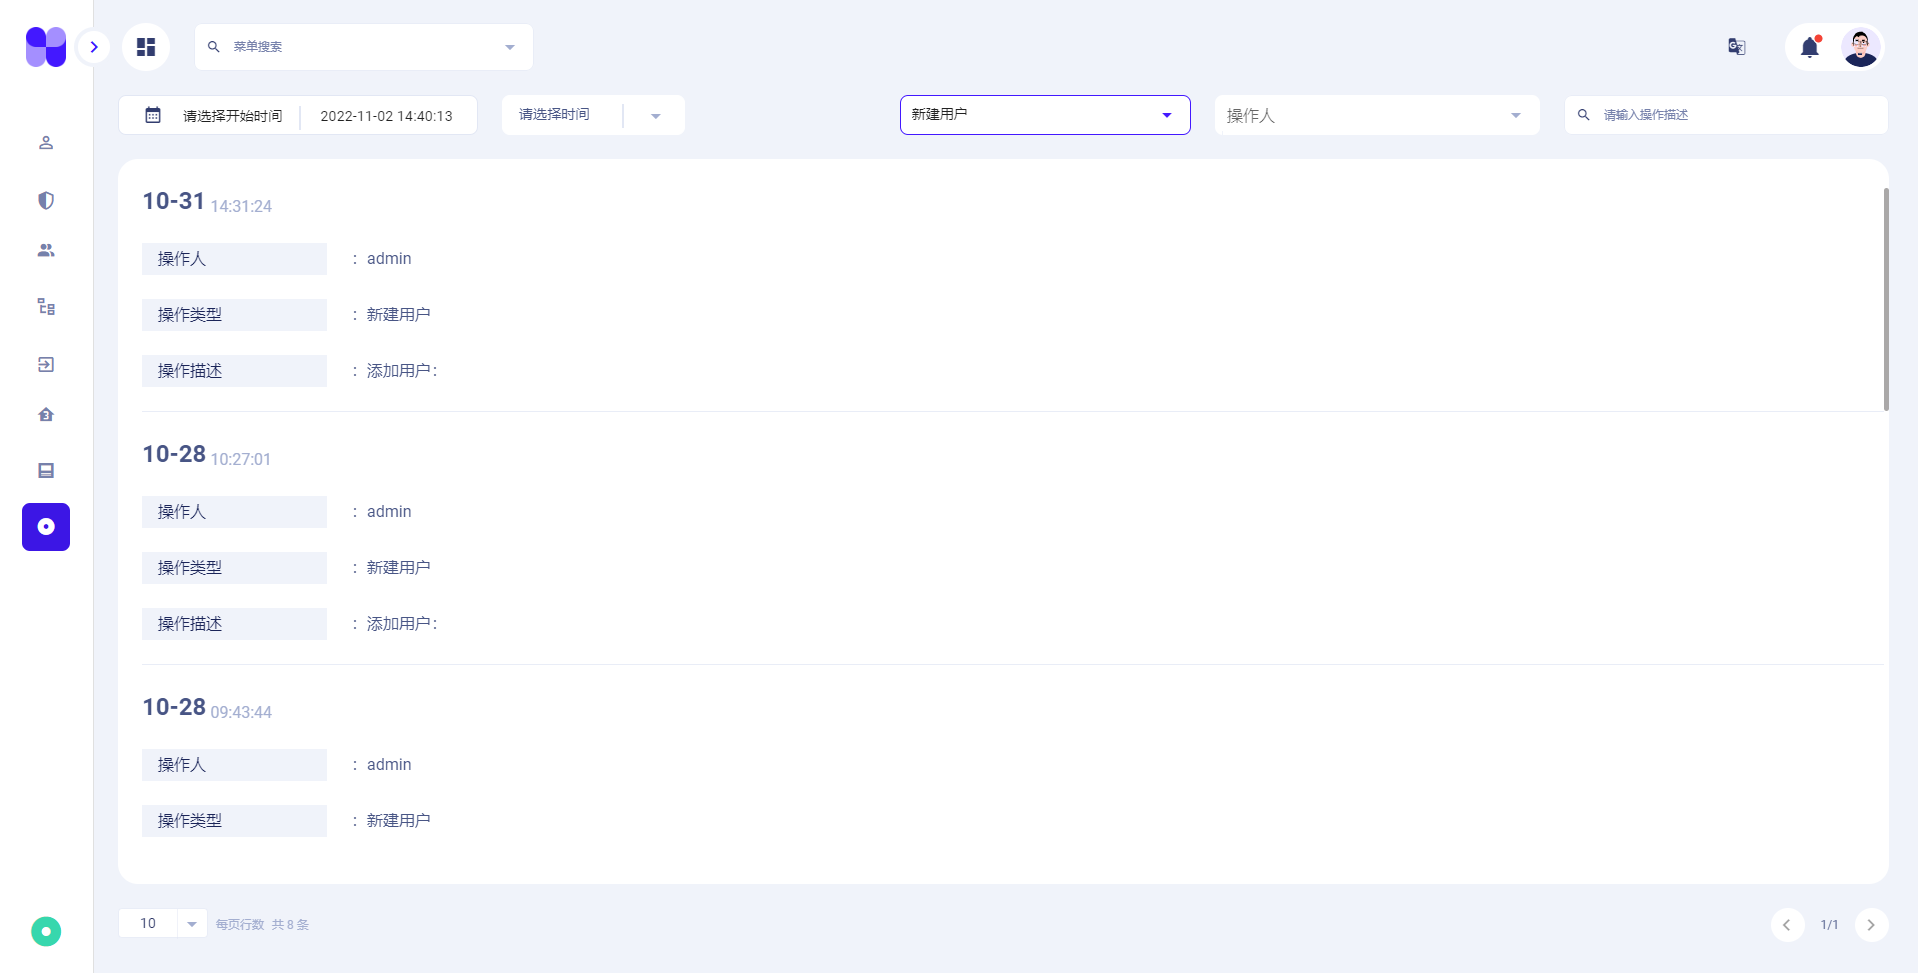 菜单搜索
请选择开始时间 2022-11-02 14:40:13 请选择时间 新建用户 操作人 请输入操作描述
10-31 14:31:24
操作人 : admin
操作类型 : 新建用户
操作描述 : 添加用户:
10-28 10:27:01
操作人 : admin
操作类型 : 新建用户
操作描述 : 添加用户:
10-28 09:43:44
操作人 : admin
操作类型 : 新建用户
10 每页行数 共 8 条 1/1